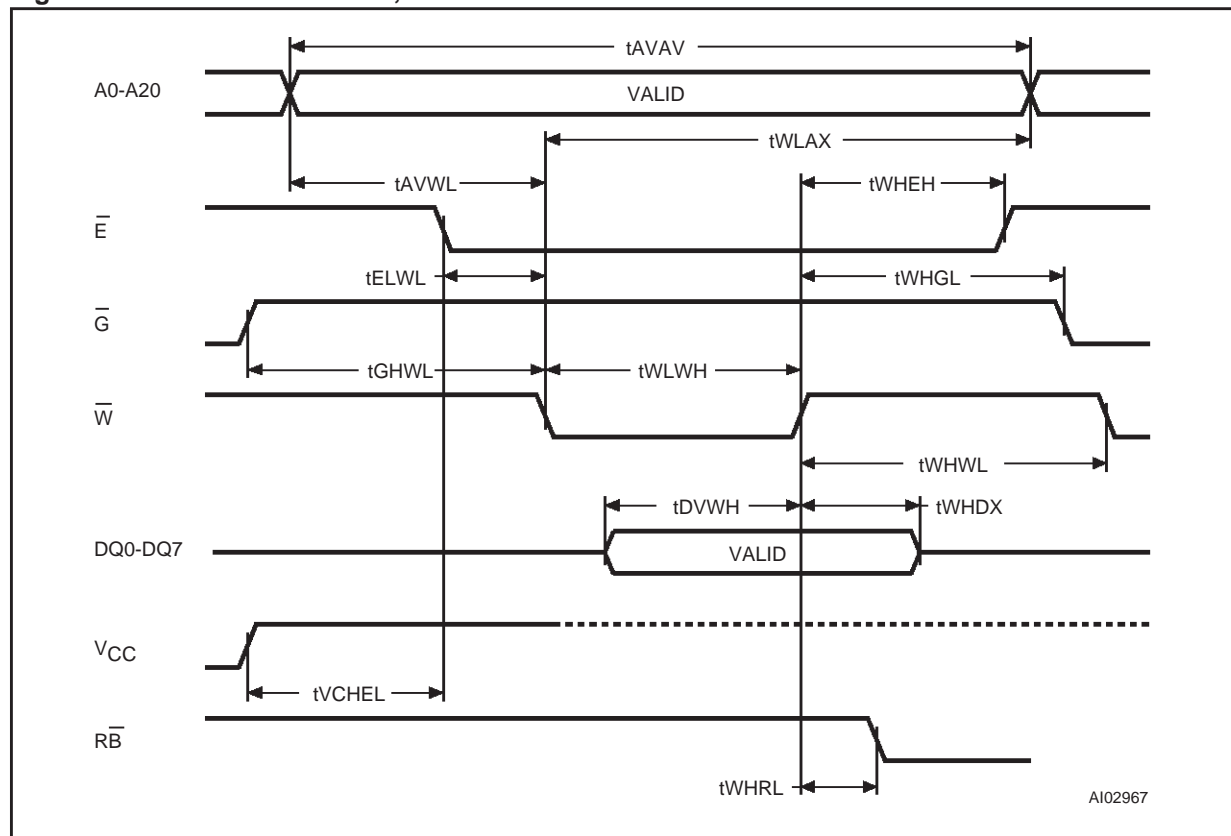 tAVAV
A0-A20
VALID
tWLAX
tAVWL
tWHEH
E̅
tELWL
tWHGL
G̅
tGHWL
tWLWH
W̅
tWHWL
tDVWH
tWHDX
DQ0-DQ7
VALID
VCC
tVCHEL
RB̅
tWHRL
AI02967